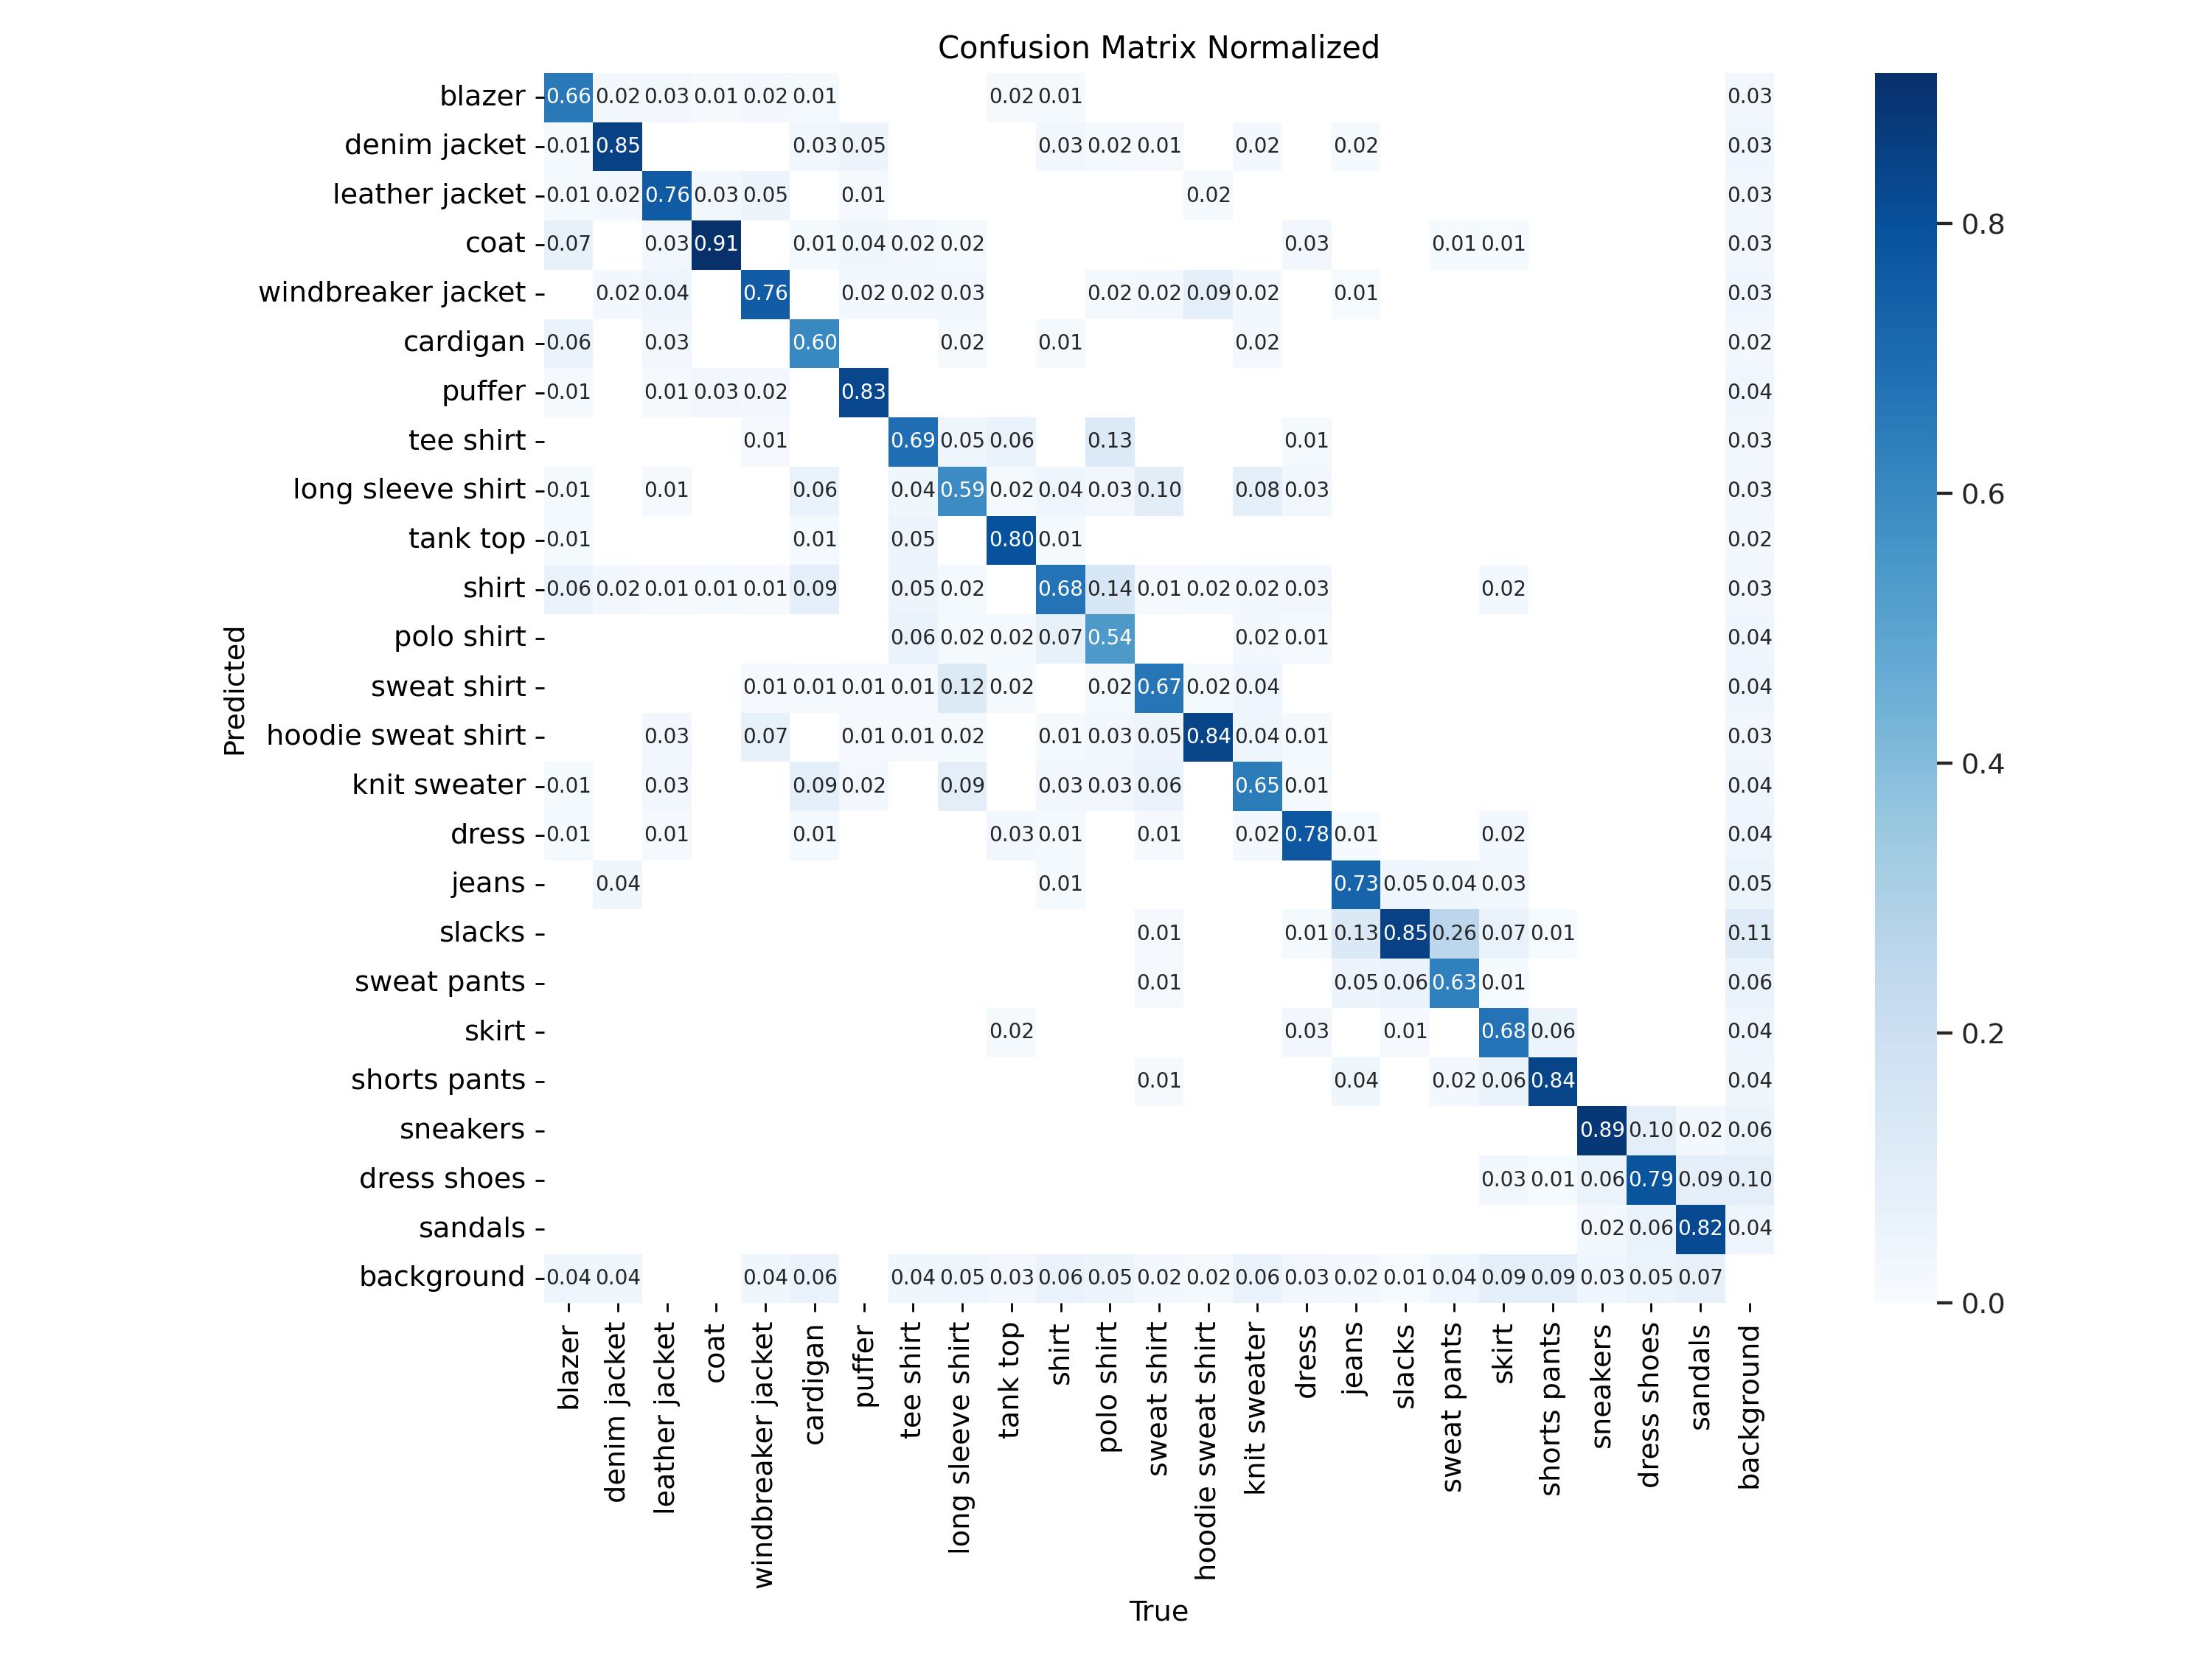 Confusion Matrix Normalized
blazer 0.66 0.02 0.03 0.01 0.02 0.01 0.02 0.01 0.03
denim jacket 0.01 0.85 0.03 0.05 0.03 0.02 0.01 0.02 0.02 0.03
leather jacket 0.01 0.02 0.76 0.03 0.05 0.01 0.02 0.03
coat 0.07 0.03 0.91 0.01 0.04 0.02 0.02 0.03 0.01 0.01 0.03
windbreaker jacket 0.02 0.04 0.76 0.02 0.02 0.03 0.02 0.02 0.09 0.02 0.01 0.03
cardigan 0.06 0.03 0.60 0.02 0.01 0.02 0.02
puffer 0.01 0.01 0.03 0.02 0.83 0.04
tee shirt 0.01 0.69 0.05 0.06 0.13 0.01 0.03
long sleeve shirt 0.01 0.01 0.06 0.04 0.59 0.02 0.04 0.03 0.10 0.08 0.03 0.03
tank top 0.01 0.01 0.05 0.80 0.01 0.02
shirt 0.06 0.02 0.01 0.01 0.01 0.09 0.05 0.02 0.68 0.14 0.01 0.02 0.02 0.03 0.02 0.03
polo shirt 0.06 0.02 0.02 0.07 0.54 0.02 0.01 0.04
sweat shirt 0.01 0.01 0.01 0.01 0.12 0.02 0.02 0.67 0.02 0.04 0.04
hoodie sweat shirt 0.03 0.07 0.01 0.01 0.02 0.01 0.03 0.05 0.84 0.04 0.01 0.03
knit sweater 0.01 0.03 0.09 0.02 0.09 0.03 0.03 0.06 0.65 0.01 0.04
dress 0.01 0.01 0.01 0.03 0.01 0.01 0.02 0.78 0.01 0.02 0.04
jeans 0.04 0.01 0.73 0.05 0.04 0.03 0.05
slacks 0.01 0.01 0.13 0.85 0.26 0.07 0.01 0.11
sweat pants 0.01 0.05 0.06 0.63 0.01 0.06
skirt 0.02 0.03 0.01 0.68 0.06 0.04
shorts pants 0.01 0.04 0.02 0.06 0.84 0.04
sneakers 0.89 0.10 0.02 0.06
dress shoes 0.03 0.01 0.06 0.79 0.09 0.10
sandals 0.02 0.06 0.82 0.04
background 0.04 0.04 0.04 0.06 0.04 0.05 0.03 0.06 0.05 0.02 0.02 0.06 0.03 0.02 0.01 0.04 0.09 0.09 0.03 0.05 0.07
Predicted
blazer
denim jacket
leather jacket
coat
windbreaker jacket
cardigan
puffer
tee shirt
long sleeve shirt
tank top
shirt
polo shirt
sweat shirt
hoodie sweat shirt
knit sweater
dress
jeans
slacks
sweat pants
skirt
shorts pants
sneakers
dress shoes
sandals
background
True
0.8
0.6
0.4
0.2
0.0